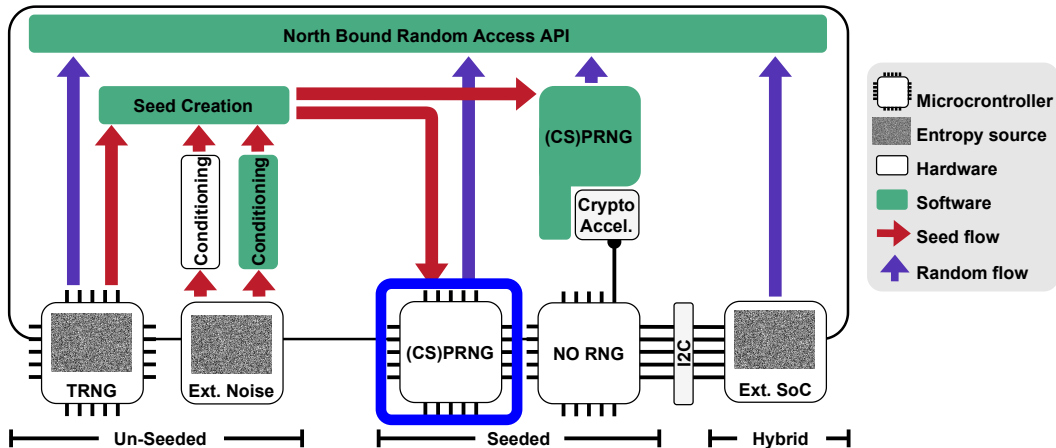 North Bound Random Access API
Seed Creation
(CS)PRNG
Conditioning
Conditioning
Crypto
Accel.
(CS)PRNG
NO RNG
I2C
TRNG
Ext. Noise
Ext. SoC
Un-Seeded
Seeded
Hybrid
Microcrontroller
Entropy source
Hardware
Software
Seed flow
Random flow